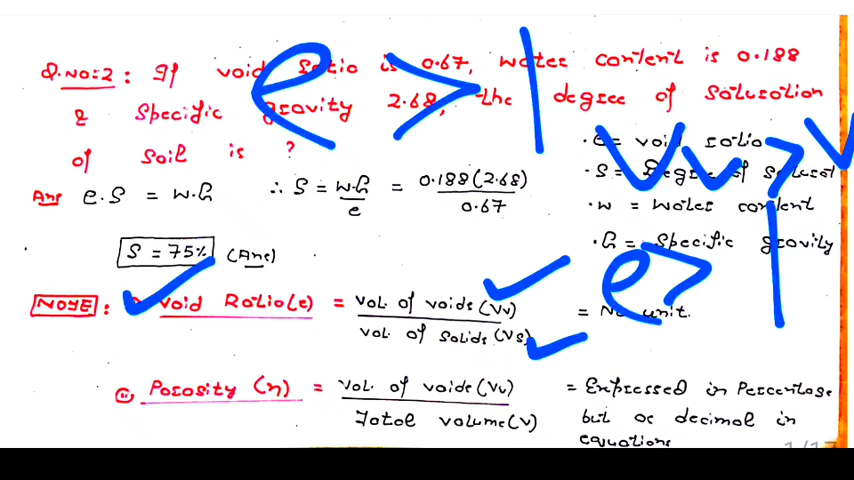 Q.No:2: If void ratio is 0.67, water content is 0.188
& Specific gravity 2.68, the degree of saturation
of soil is ?
Ans e.S = w.G ∴ S = w.G/e = 0.188(2.68)/0.67
S = 75% (Ans)
• e = void ratio
• S = Degree of
• w = water content
• G = Specific gravity
e > 1
Vv > V
e > 1
NOTE: void Ratio(e) = vol. of voids(Vv)/vol. of solids(Vs) = No unit.
Porosity (n) = vol. of voids(Vv)/Total volume(V) = Expressed in Percentage
but as decimal in
equations